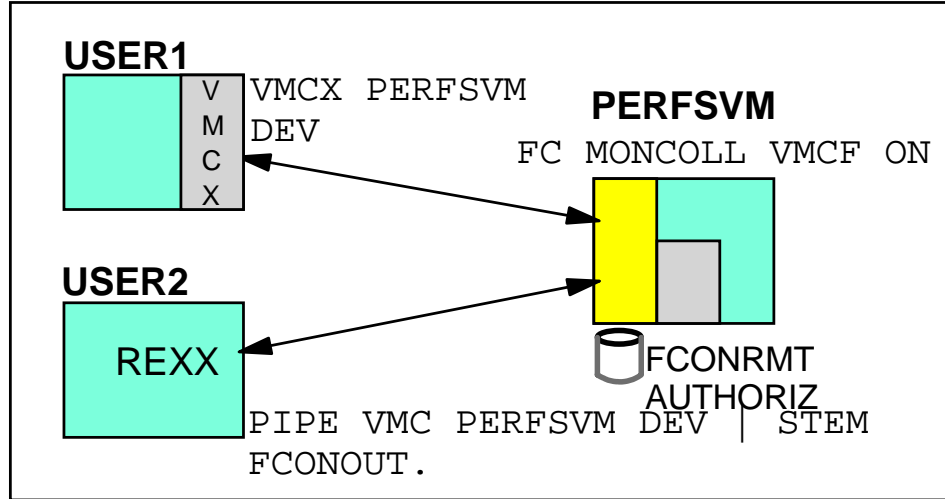 USER1
V
M
C
X
VMCX PERFSVM
DEV
PERFSVM
FC MONCOLL VMCF ON
USER2
REXX
FCONRMT
AUTHORIZ
PIPE VMC PERFSVM DEV | STEM
FCONOUT.